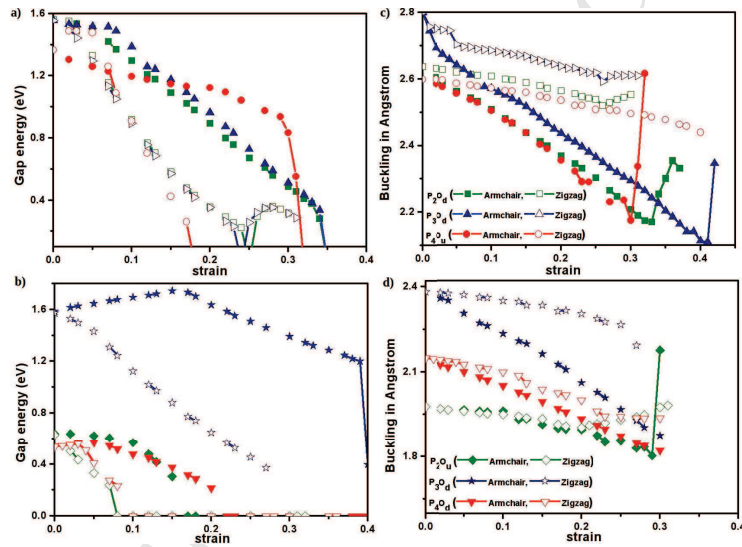 a)
Gap energy (eV)
1.6
1.2
0.8
0.4
0.0 0.1 0.2 0.3 0.4
strain
c)
Buckling in Angstrom
2.8
2.6
2.4
2.2
P2Od ( Armchair, Zigzag)
P3Od ( Armchair, Zigzag)
P4Ou ( Armchair, Zigzag)
0.0 0.1 0.2 0.3 0.4
strain
b)
Gap energy (eV)
1.6
1.2
0.8
0.4
0.0
0.0 0.1 0.2 0.3 0.4
strain
d)
Buckling in Angstrom
2.4
2.2
2.0
1.8
1.6
P2Ou ( Armchair, Zigzag)
P3Od ( Armchair, Zigzag)
P4Od ( Armchair, Zigzag)
0.0 0.1 0.2 0.3 0.4
strain